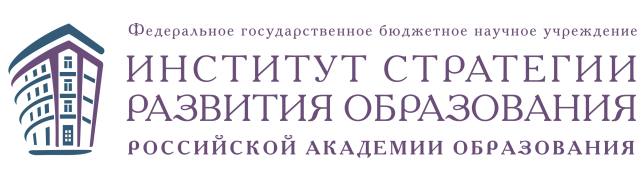 Федеральное государственное бюджетное научное учреждение
ИНСТИТУТ СТРАТЕГИИ
РАЗВИТИЯ ОБРАЗОВАНИЯ
РОССИЙСКОЙ АКАДЕМИИ ОБРАЗОВАНИЯ